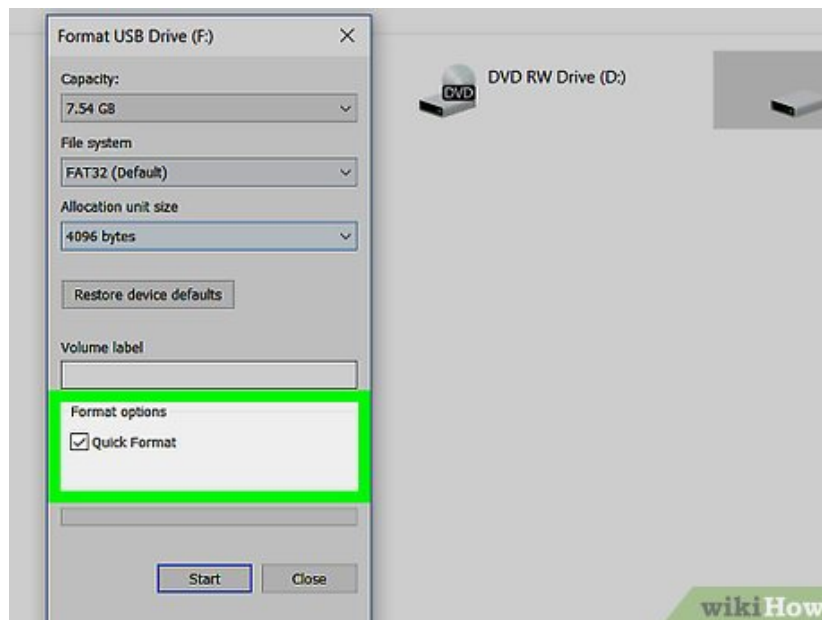 Format USB Drive (F:)
Capacity:
7.54 GB
File system
FAT32 (Default)
Allocation unit size
4096 bytes
Restore device defaults
Volume label
Format options
Quick Format
Start Close
DVD RW Drive (D:)
DVD
wikiHow